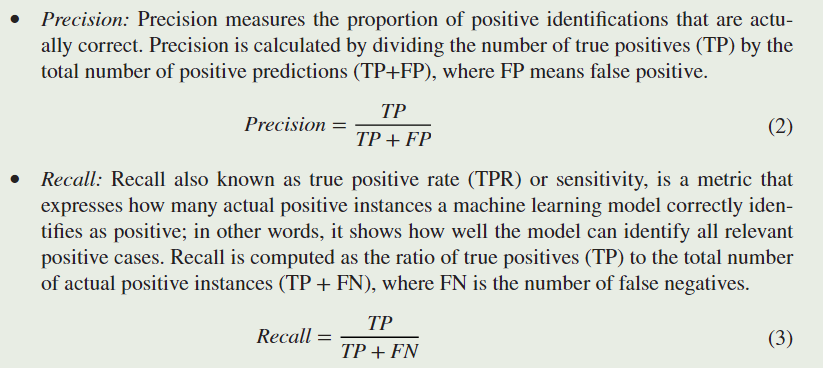 • Precision: Precision measures the proportion of positive identifications that are actu-
ally correct. Precision is calculated by dividing the number of true positives (TP) by the
total number of positive predictions (TP+FP), where FP means false positive.
Precision = TP / TP + FP (2)
• Recall: Recall also known as true positive rate (TPR) or sensitivity, is a metric that
expresses how many actual positive instances a machine learning model correctly iden-
tifies as positive; in other words, it shows how well the model can identify all relevant
positive cases. Recall is computed as the ratio of true positives (TP) to the total number
of actual positive instances (TP + FN), where FN is the number of false negatives.
Recall = TP / TP + FN (3)